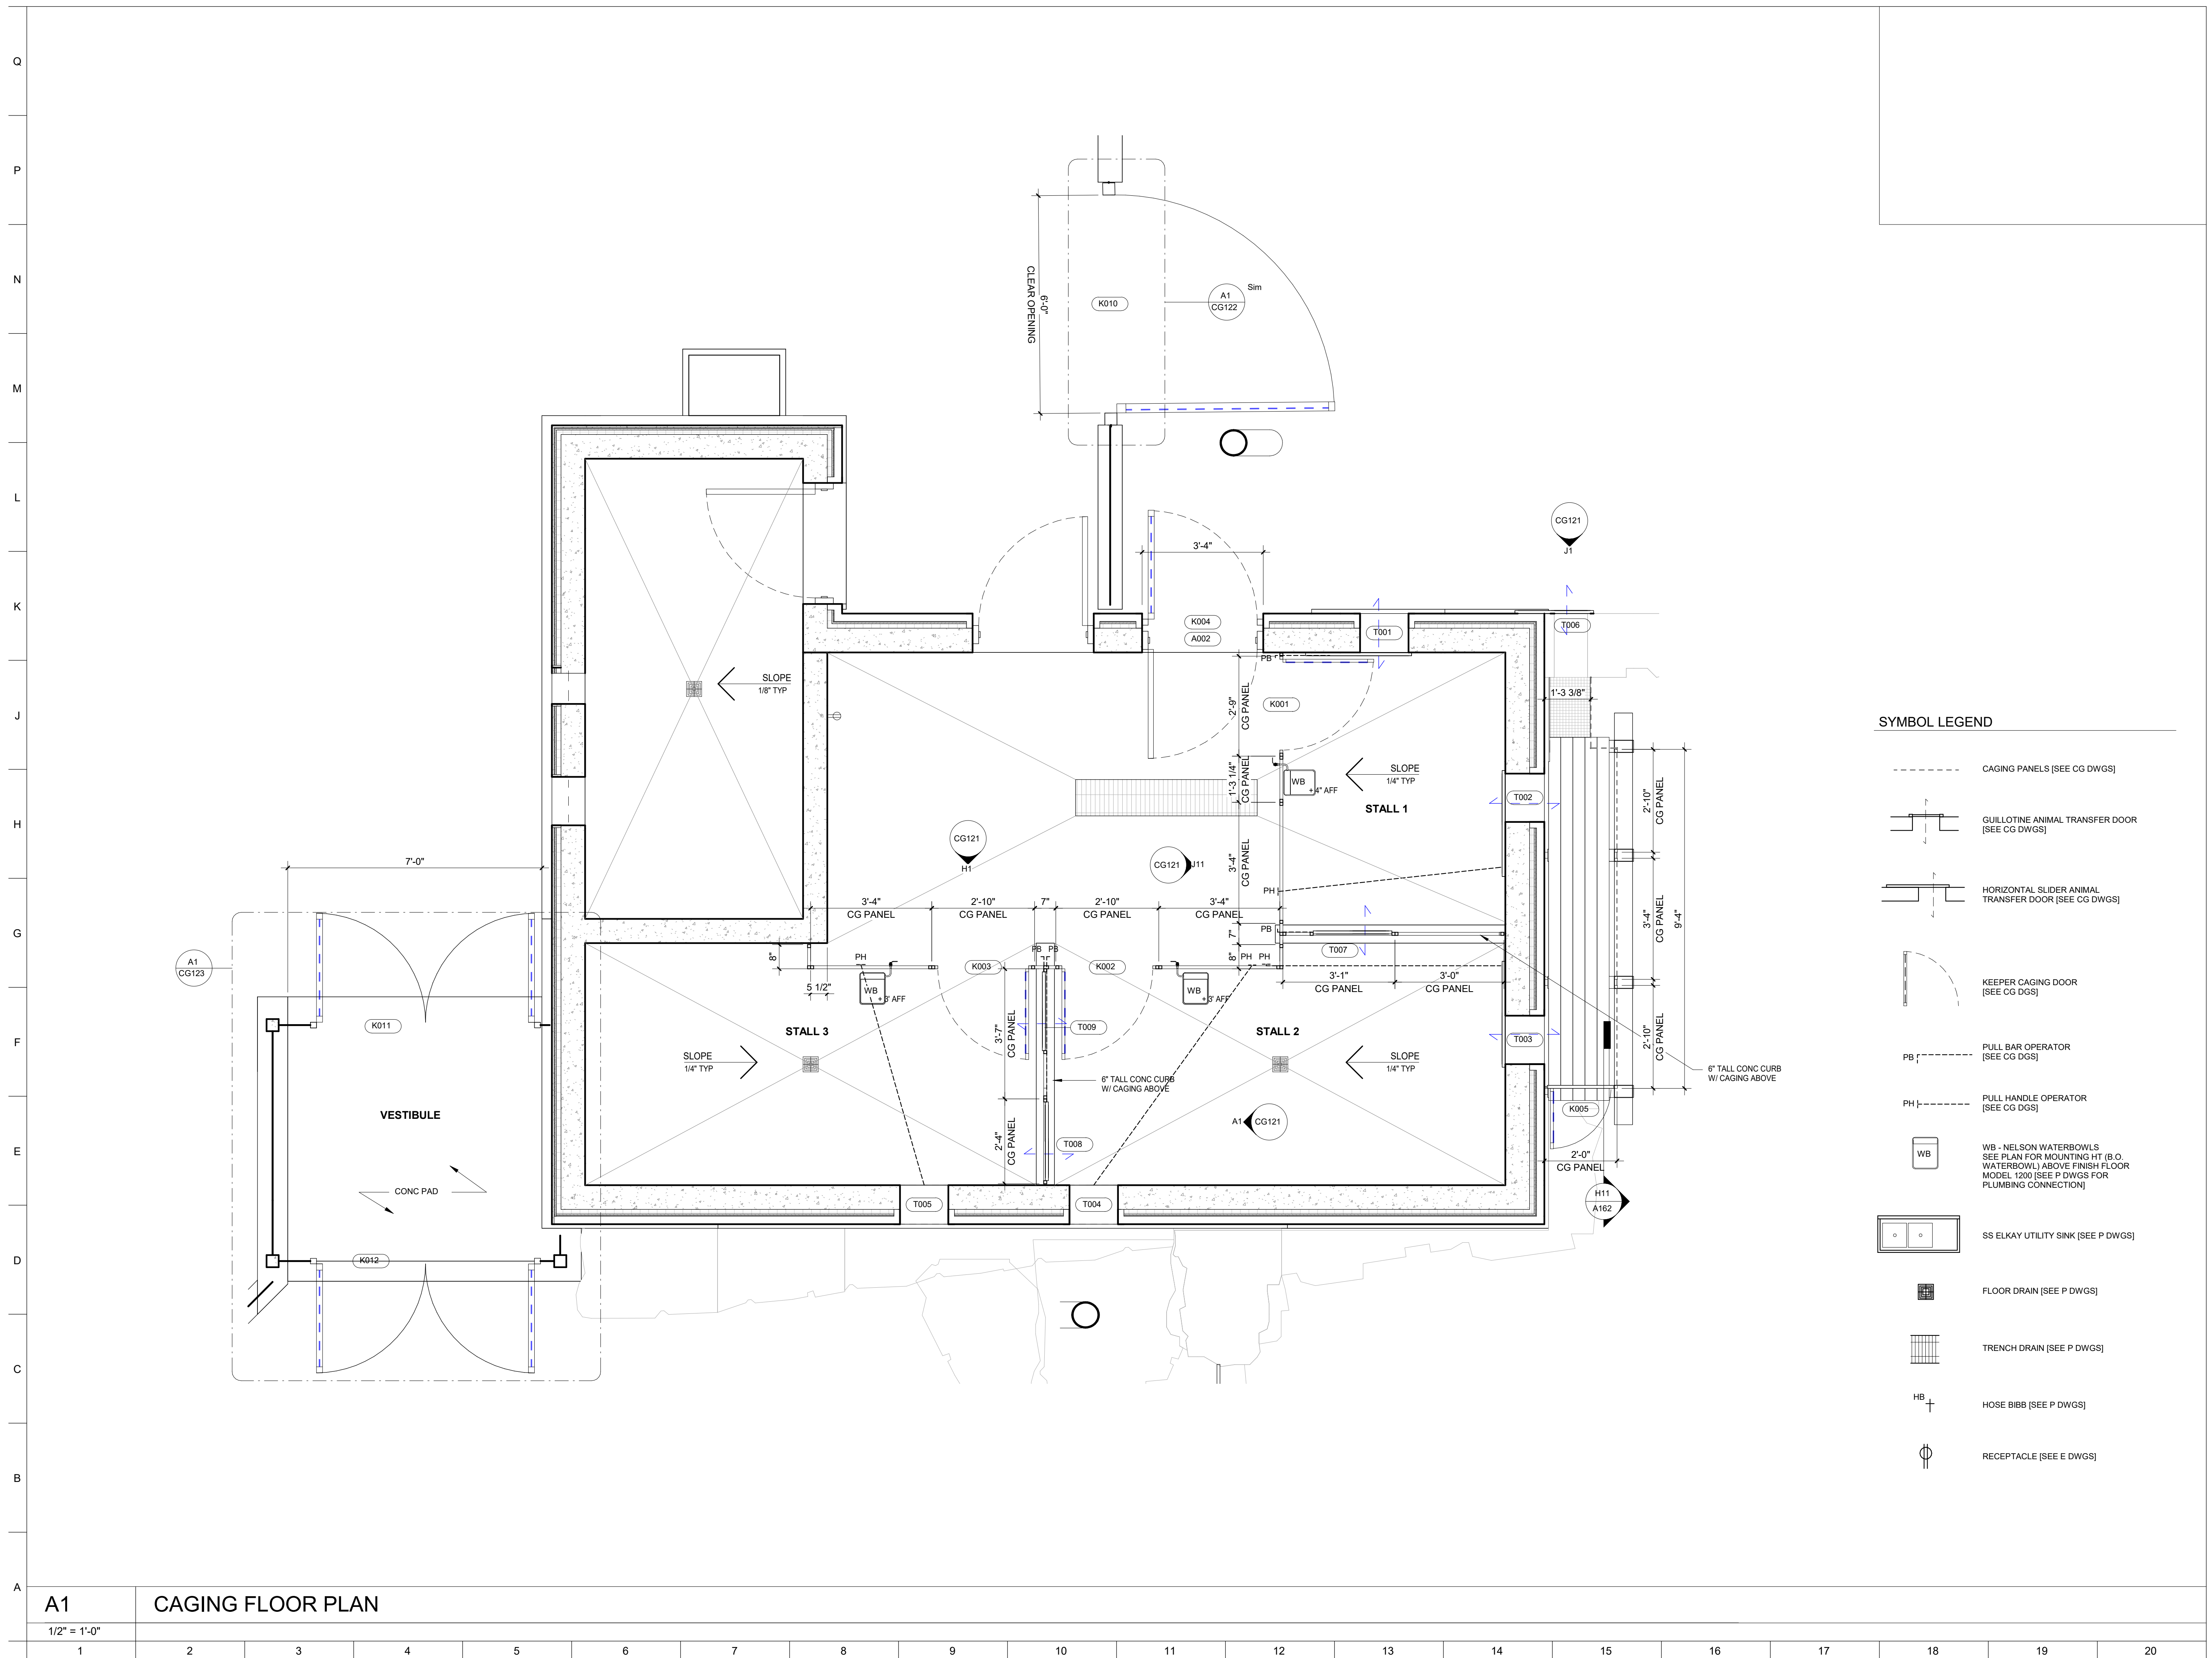 Q
P
N
M
L
K
J
H
G
F
E
D
C
B
A
6'-0"
CLEAR OPENING
K010
A1
CG122
Sim
CG121
J1
3'-4"
K004
A002
T001
T006
PB
K001
2'-9"
CG PANEL
1'-3 3/8"
SLOPE
1/8" TYP
1'-3 1/4"
CG PANEL
WB
+ 4" AFF
SLOPE
1/4" TYP
STALL 1
T002
2'-10"
CG PANEL
CG121
H1
CG121
J11
3'-4"
CG PANEL
PH
7'-0"
3'-4"
CG PANEL
2'-10"
CG PANEL
7"
2'-10"
CG PANEL
3'-4"
CG PANEL
3'-4"
CG PANEL
9'-4"
PB
7"
T007
8"
PB
PB
8"
PH
K003
K002
PH
PH
A1
CG123
3'-1"
CG PANEL
3'-0"
CG PANEL
5 1/2"
WB
+ 3' AFF
WB
+ 3' AFF
K011
STALL 3
T009
STALL 2
T003
3'-7"
CG PANEL
2'-10"
CG PANEL
SLOPE
1/4" TYP
SLOPE
1/4" TYP
6" TALL CONC CURB
W/ CAGING ABOVE
6" TALL CONC CURB
W/ CAGING ABOVE
VESTIBULE
K005
A1
CG121
2'-4"
CG PANEL
T008
2'-0"
CG PANEL
CONC PAD
T005
T004
H11
A162
K012
SYMBOL LEGEND
CAGING PANELS [SEE CG DWGS]
GUILLOTINE ANIMAL TRANSFER DOOR
[SEE CG DWGS]
HORIZONTAL SLIDER ANIMAL
TRANSFER DOOR [SEE CG DWGS]
KEEPER CAGING DOOR
[SEE CG DGS]
PB
PULL BAR OPERATOR
[SEE CG DGS]
PH
PULL HANDLE OPERATOR
[SEE CG DGS]
WB
WB - NELSON WATERBOWLS
SEE PLAN FOR MOUNTING HT (B.O.
WATERBOWL) ABOVE FINISH FLOOR
MODEL 1200 [SEE P DWGS FOR
PLUMBING CONNECTION]
SS ELKAY UTILITY SINK [SEE P DWGS]
FLOOR DRAIN [SEE P DWGS]
TRENCH DRAIN [SEE P DWGS]
HB
HOSE BIBB [SEE P DWGS]
RECEPTACLE [SEE E DWGS]
A1
CAGING FLOOR PLAN
1/2" = 1'-0"
1 2 3 4 5 6 7 8 9 10 11 12 13 14 15 16 17 18 19 20